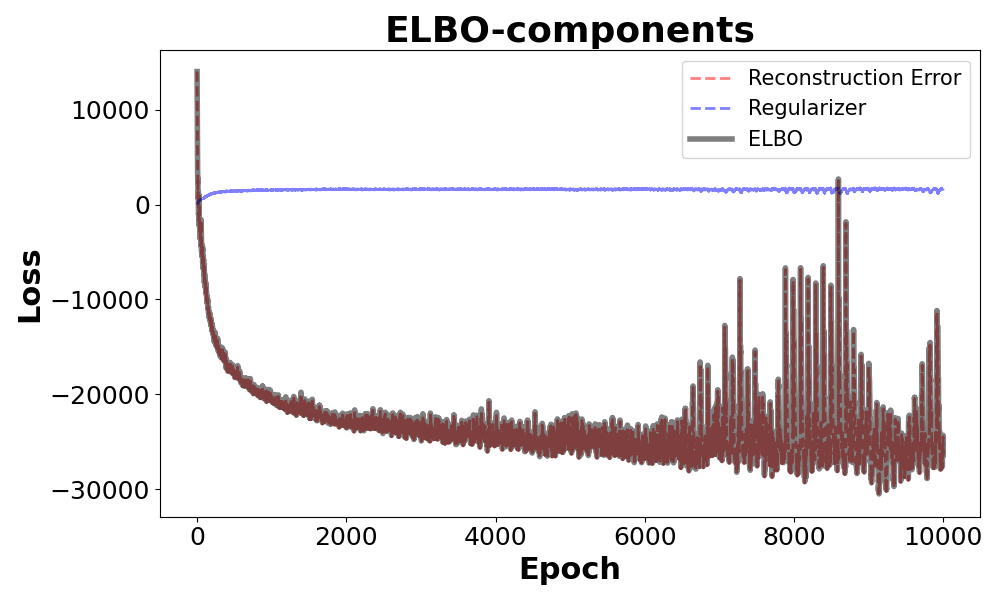 ELBO-components
Reconstruction Error
Regularizer
ELBO
10000
0
−10000
−20000
−30000
Loss
0 2000 4000 6000 8000 10000
Epoch